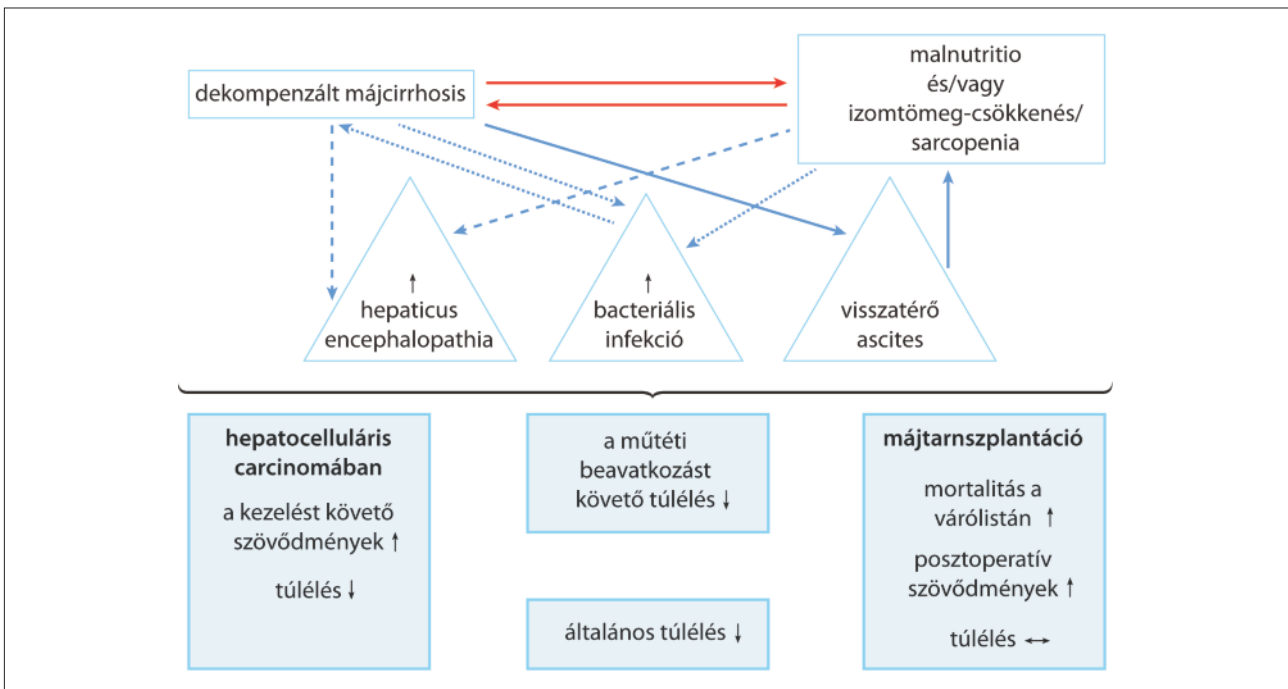 dekompenzált májcirrhosis
malnutritio
és/vagy
izomtömeg-csökkenés/
sarcopenia
↑
hepaticus
encephalopathia
↑
bacteriális
infekció
visszatérő
ascites
hepatocelluláris
carcinomában
a kezelést követő
szövődmények ↑
túlélés ↓
a műtéti
beavatkozást
követő túlélés ↓
általános túlélés ↓
májtarnszplantáció
mortalitás a
várólistán ↑
posztoperatív
szövődmények ↑
túlélés ↔